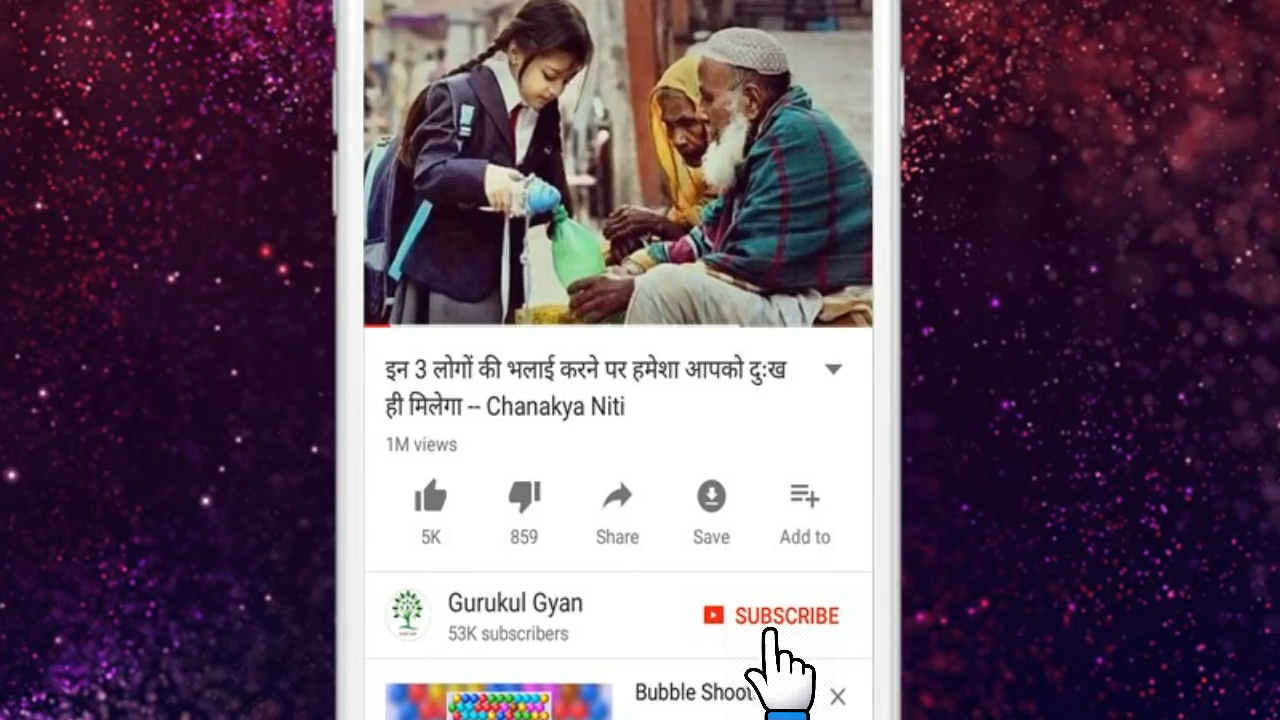 इन 3 लोगों की भलाई करने पर हमेशा आपको दुःख
ही मिलेगा -- Chanakya Niti
1M views
5K
859
Share
Save
Add to
Gurukul Gyan
SUBSCRIBE
53K subscribers
Bubble Shoot